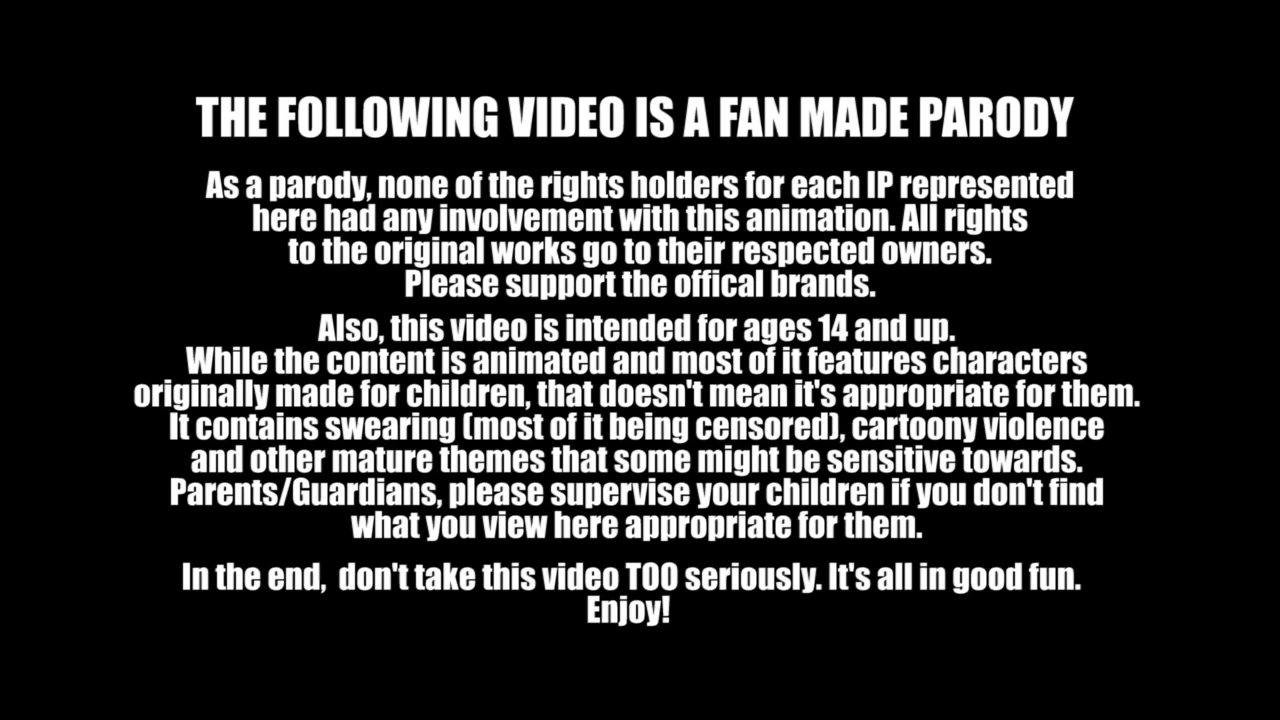 THE FOLLOWING VIDEO IS A FAN MADE PARODY
As a parody, none of the rights holders for each IP represented
here had any involvement with this animation. All rights
to the original works go to their respected owners.
Please support the offical brands.
Also, this video is intended for ages 14 and up.
While the content is animated and most of it features characters
originally made for children, that doesn't mean it's appropriate for them.
It contains swearing (most of it being censored), cartoony violence
and other mature themes that some might be sensitive towards.
Parents/Guardians, please supervise your children if you don't find
what you view here appropriate for them.
In the end, don't take this video TOO seriously. It's all in good fun.
Enjoy!